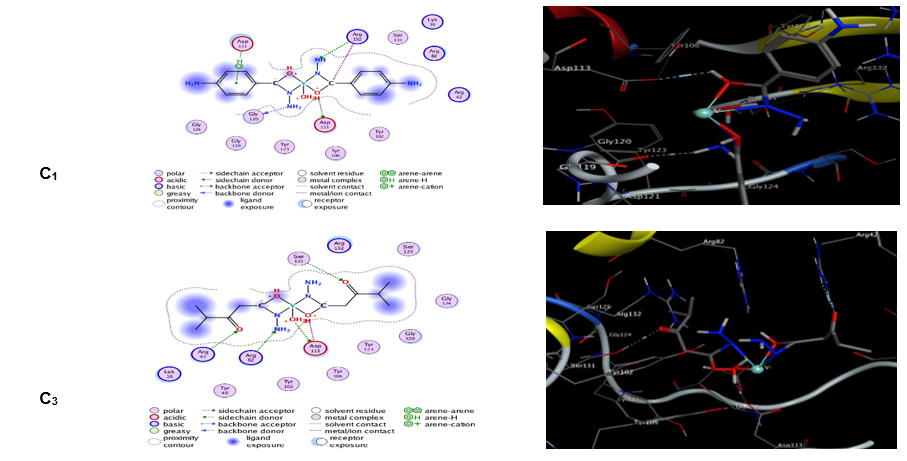 Lys
Asp
121
Arg
132
Ser
131
Arg
82
Arg
42
H
H₂N
NH
C
N
NH₂
OH
V
Gly
120
Asp
113
Gly
124
Gly
119
Tyr
123
Tyr
106
Tyr
102
C₁
polar
acidic
basic
greasy
proximity
contour
sidechain acceptor
sidechain donor
backbone acceptor
backbone donor
ligand
exposure
solvent residue
metal complex
solvent contact
metal/ion contact
receptor
exposure
arene-arene
arene-H
arene-cation
Asp113
Tyr106
Arg132
Gly120
Tyr123
Gly119
Asp121
Gly124
Arg
132
Ser
131
Gly
124
Gly
120
Tyr
123
Tyr
106
Asp
113
Tyr
102
Tyr
40
Arg
82
Arg
42
Lys
NH₂
H
O
N
C
OH
V
C₃
polar
acidic
basic
greasy
proximity
contour
sidechain acceptor
sidechain donor
backbone acceptor
backbone donor
ligand
exposure
solvent residue
metal complex
solvent contact
metal/ion contact
receptor
exposure
arene-arene
arene-H
arene-cation
Arg82
Arg42
Arg132
Gly124
Ser131
Tyr102
Asp113